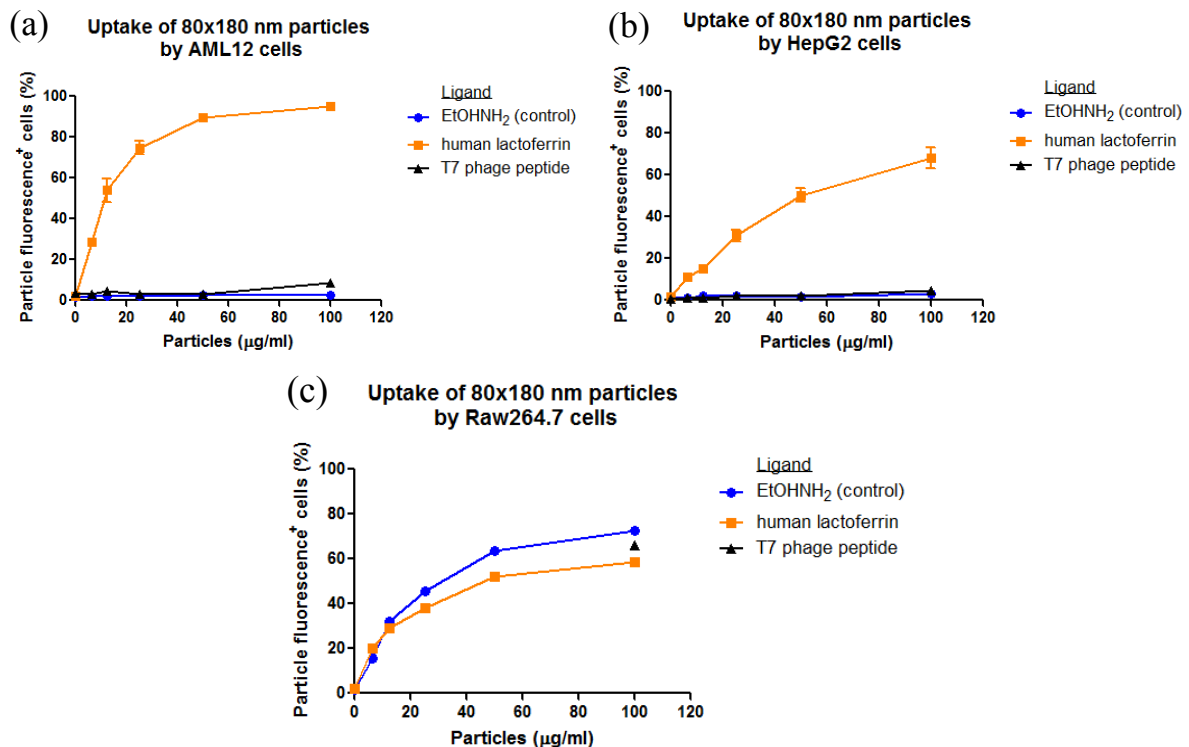 (a)
Uptake of 80x180 nm particles
by AML12 cells
Particle fluorescence⁺ cells (%)
100
80
60
40
20
0
0 20 40 60 80 100 120
Particles (μg/ml)
Ligand
EtOHNH₂ (control)
human lactoferrin
T7 phage peptide
(b)
Uptake of 80x180 nm particles
by HepG2 cells
Particle fluorescence⁺ cells (%)
100
80
60
40
20
0
0 20 40 60 80 100 120
Particles (μg/ml)
Ligand
EtOHNH₂ (control)
human lactoferrin
T7 phage peptide
(c)
Uptake of 80x180 nm particles
by Raw264.7 cells
Particle fluorescence⁺ cells (%)
100
80
60
40
20
0
0 20 40 60 80 100 120
Particles (μg/ml)
Ligand
EtOHNH₂ (control)
human lactoferrin
T7 phage peptide